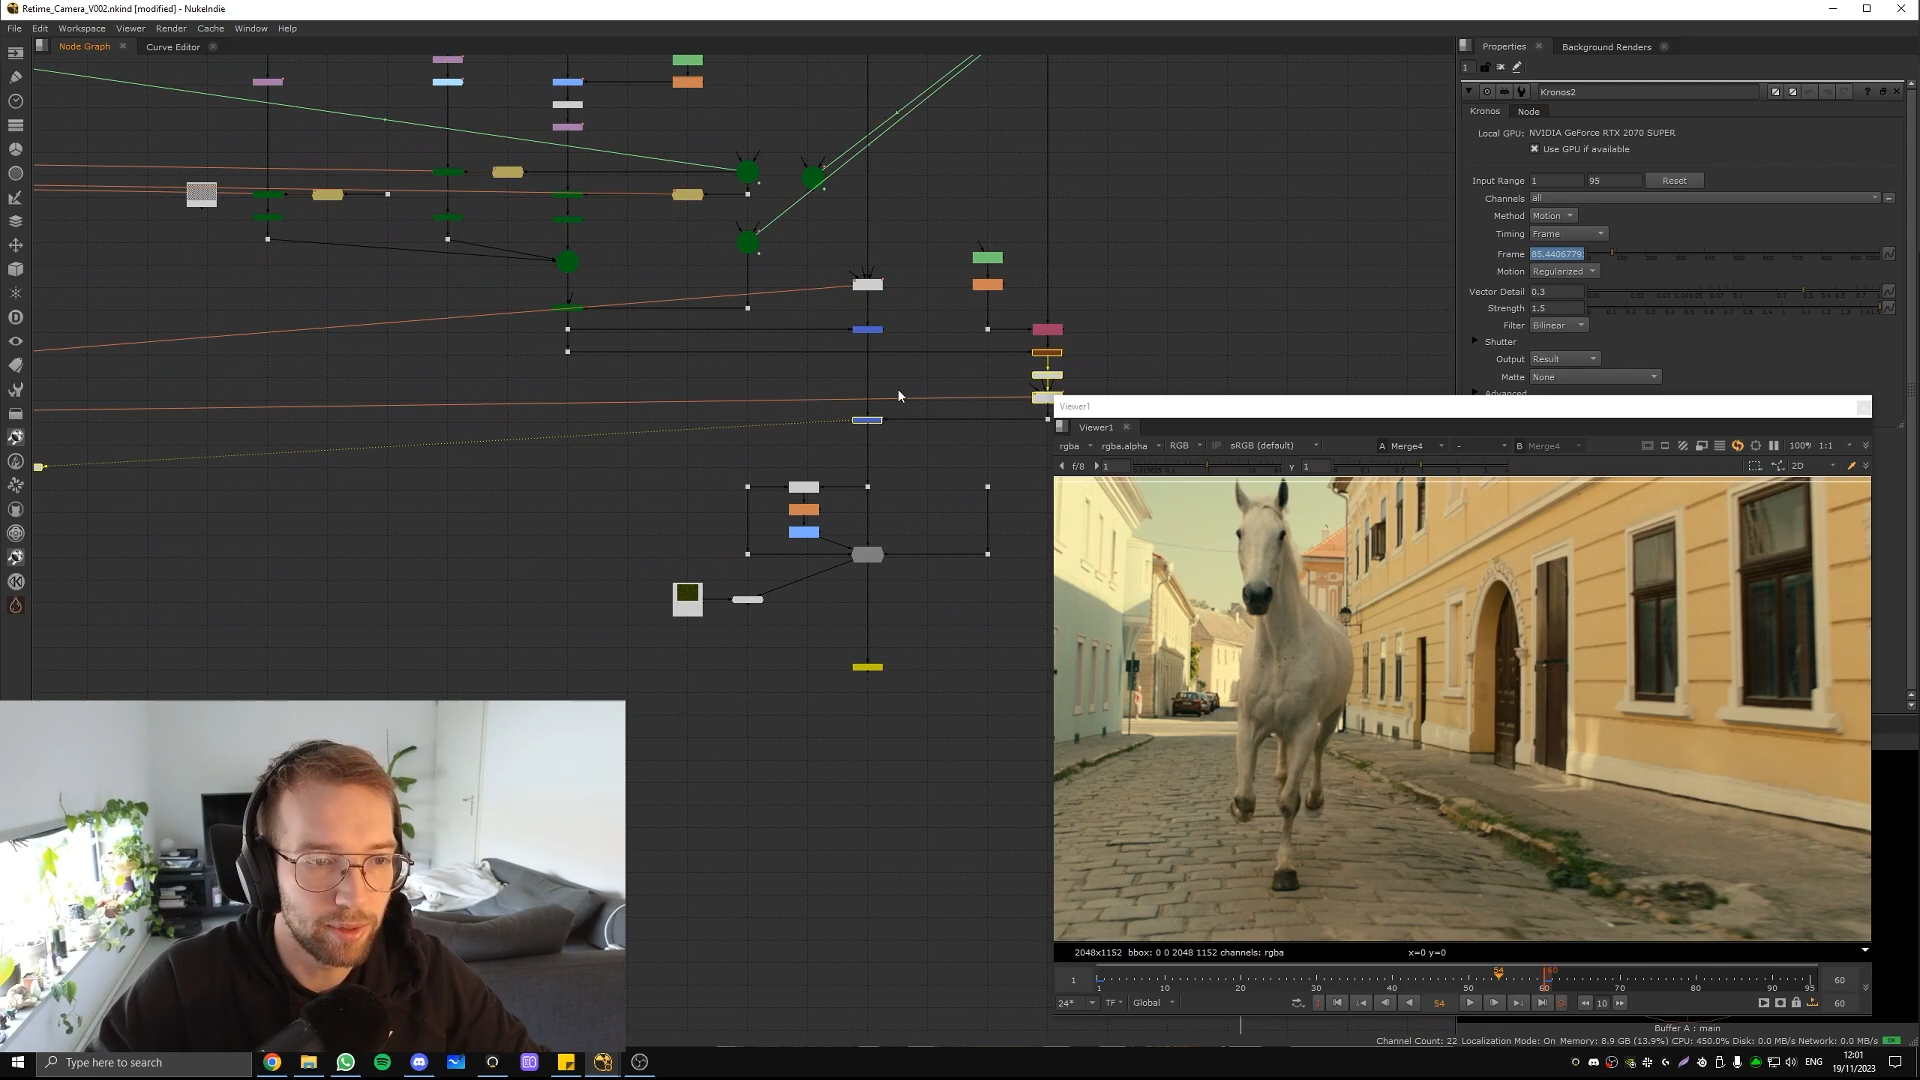 Retime_Camera_V002.nkind [modified] - NukeIndie
File Edit Workspace Viewer Render Cache Window Help
Node Graph Curve Editor
Properties Background Renders
1
Kronos2
Kronos Node
Local GPU: NVIDIA GeForce RTX 2070 SUPER
Use GPU if available
Input Range 1 95 Reset
Channels all
Method Motion
Timing Frame
Frame 85.4406779
Motion Regularized
Vector Detail 0.3
Strength 1.5
Filter Bilinear
Shutter
Output Result
Matte None
Viewer1
Viewer1
rgba rgba.alpha RGB IP sRGB (default) A Merge4 - B Merge4 100% 1:1
f/8 1 y 1 2D
2048x1152 bbox: 0 0 2048 1152 channels: rgba x=0 y=0
54 60
1 1 10 20 30 40 50 60 70 80 90 95 60
24* TF Global 54 10 60
Buffer A : main
Channel Count: 22 Localization Mode: On Memory: 8.9 GB (13.9%) CPU: 450.0% Disk: 0.0 MB/s Network: 0.0 MB/s
Type here to search
ENG
12:01
19/11/2023